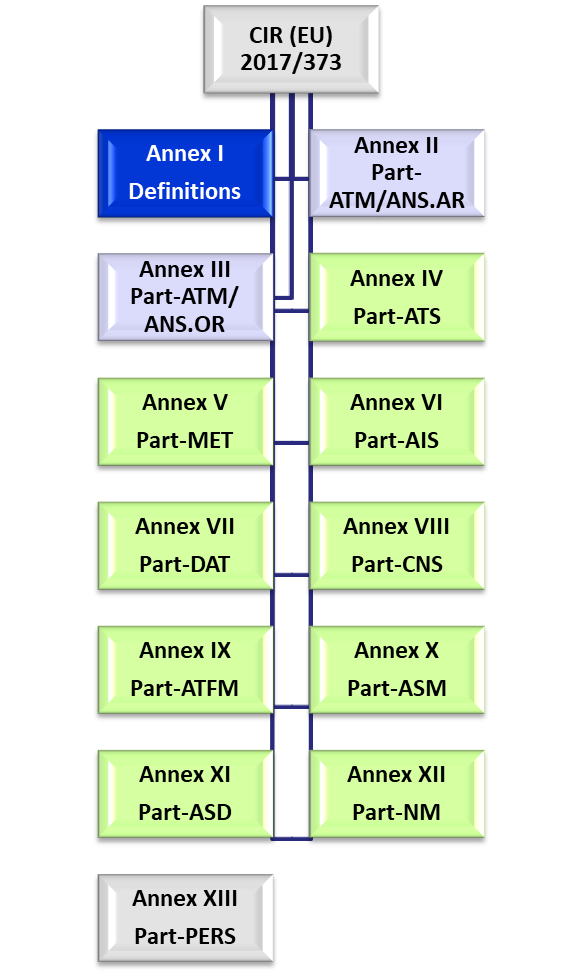 CIR (EU)
2017/373
Annex I
Definitions
Annex II
Part-
ATM/ANS.AR
Annex III
Part-ATM/
ANS.OR
Annex IV
Part-ATS
Annex V
Part-MET
Annex VI
Part-AIS
Annex VII
Part-DAT
Annex VIII
Part-CNS
Annex IX
Part-ATFM
Annex X
Part-ASM
Annex XI
Part-ASD
Annex XII
Part-NM
Annex XIII
Part-PERS